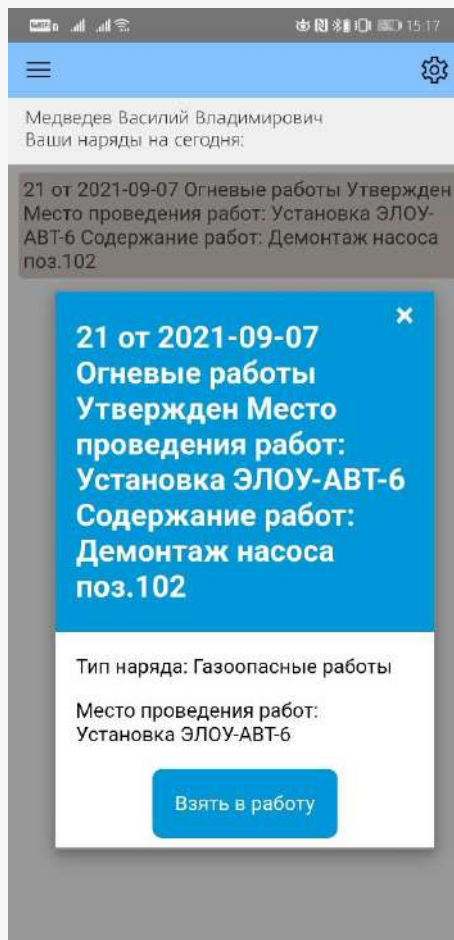 15:17
Медведев Василий Владимирович
Ваши наряды на сегодня:
21 от 2021-09-07 Огневые работы Утвержден
Место проведения работ: Установка ЭЛОУ-
АВТ-6 Содержание работ: Демонтаж насоса
поз.102
×
21 от 2021-09-07
Огневые работы
Утвержден Место
проведения работ:
Установка ЭЛОУ-АВТ-6
Содержание работ:
Демонтаж насоса
поз.102
Тип наряда: Газоопасные работы
Место проведения работ:
Установка ЭЛОУ-АВТ-6
Взять в работу